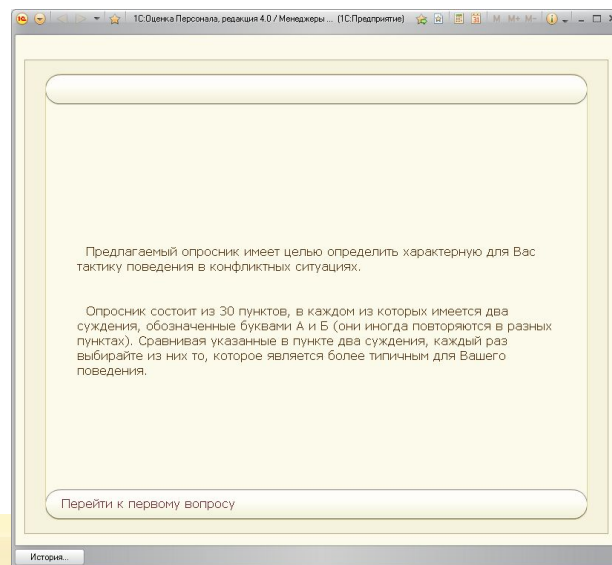 1С:Оценка Персонала, редакция 4.0 / Менеджеры ... (1С:Предприятие)
M M+ M-
Предлагаемый опросник имеет целью определить характерную для Вас
тактику поведения в конфликтных ситуациях.
Опросник состоит из 30 пунктов, в каждом из которых имеется два
суждения, обозначенные буквами А и Б (они иногда повторяются в разных
пунктах). Сравнивая указанные в пункте два суждения, каждый раз
выбирайте из них то, которое является более типичным для Вашего
поведения.
Перейти к первому вопросу
История...